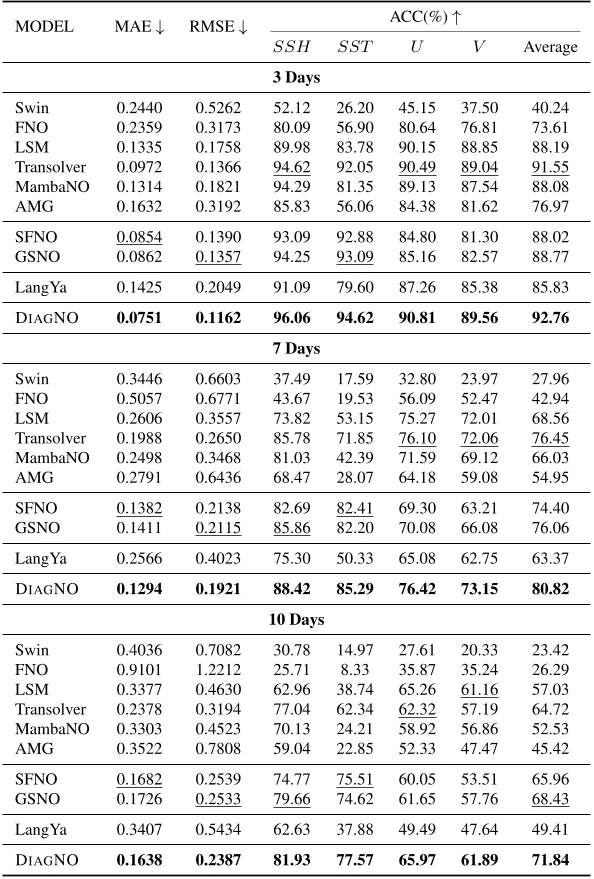 MODEL MAE ↓ RMSE ↓ ACC(%) ↑
SSH SST U V Average
3 Days
Swin 0.2440 0.5262 52.12 26.20 45.15 37.50 40.24
FNO 0.2359 0.3173 80.09 56.90 80.64 76.81 73.61
LSM 0.1335 0.1758 89.98 83.78 90.15 88.85 88.19
Transolver 0.0972 0.1366 94.62 92.05 90.49 89.04 91.55
MambaNO 0.1314 0.1821 94.29 81.35 89.13 87.54 88.08
AMG 0.1632 0.3192 85.83 56.06 84.38 81.62 76.97
SFNO 0.0854 0.1390 93.09 92.88 84.80 81.30 88.02
GSNO 0.0862 0.1357 94.25 93.09 85.16 82.57 88.77
LangYa 0.1425 0.2049 91.09 79.60 87.26 85.38 85.83
DIAGNO 0.0751 0.1162 96.06 94.62 90.81 89.56 92.76
7 Days
Swin 0.3446 0.6603 37.49 17.59 32.80 23.97 27.96
FNO 0.5057 0.6771 43.67 19.53 56.09 52.47 42.94
LSM 0.2606 0.3557 73.82 53.15 75.27 72.01 68.56
Transolver 0.1988 0.2650 85.78 71.85 76.10 72.06 76.45
MambaNO 0.2498 0.3468 81.03 42.39 71.59 69.12 66.03
AMG 0.2791 0.6436 68.47 28.07 64.18 59.08 54.95
SFNO 0.1382 0.2138 82.69 82.41 69.30 63.21 74.40
GSNO 0.1411 0.2115 85.86 82.20 70.08 66.08 76.06
LangYa 0.2566 0.4023 75.30 50.33 65.08 62.75 63.37
DIAGNO 0.1294 0.1921 88.42 85.29 76.42 73.15 80.82
10 Days
Swin 0.4036 0.7082 30.78 14.97 27.61 20.33 23.42
FNO 0.9101 1.2212 25.71 8.33 35.87 35.24 26.29
LSM 0.3377 0.4630 62.96 38.74 65.26 61.16 57.03
Transolver 0.2378 0.3194 77.04 62.34 62.32 57.19 64.72
MambaNO 0.3303 0.4523 70.13 24.21 58.92 56.86 52.53
AMG 0.3522 0.7808 59.04 22.85 52.33 47.47 45.42
SFNO 0.1682 0.2539 74.77 75.51 60.05 53.51 65.96
GSNO 0.1726 0.2533 79.66 74.62 61.65 57.76 68.43
LangYa 0.3407 0.5434 62.63 37.88 49.49 47.64 49.41
DIAGNO 0.1638 0.2387 81.93 77.57 65.97 61.89 71.84